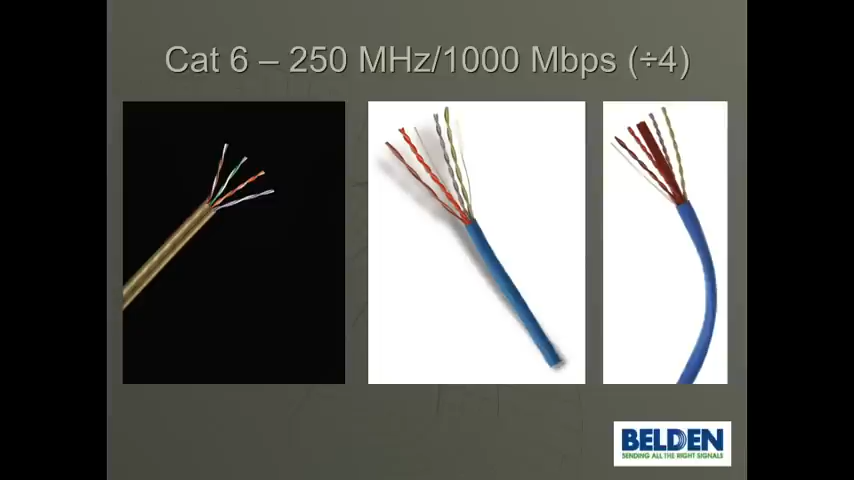 Cat 6 – 250 MHz/1000 Mbps (÷4)
BELDEN
SENDING ALL THE RIGHT SIGNALS